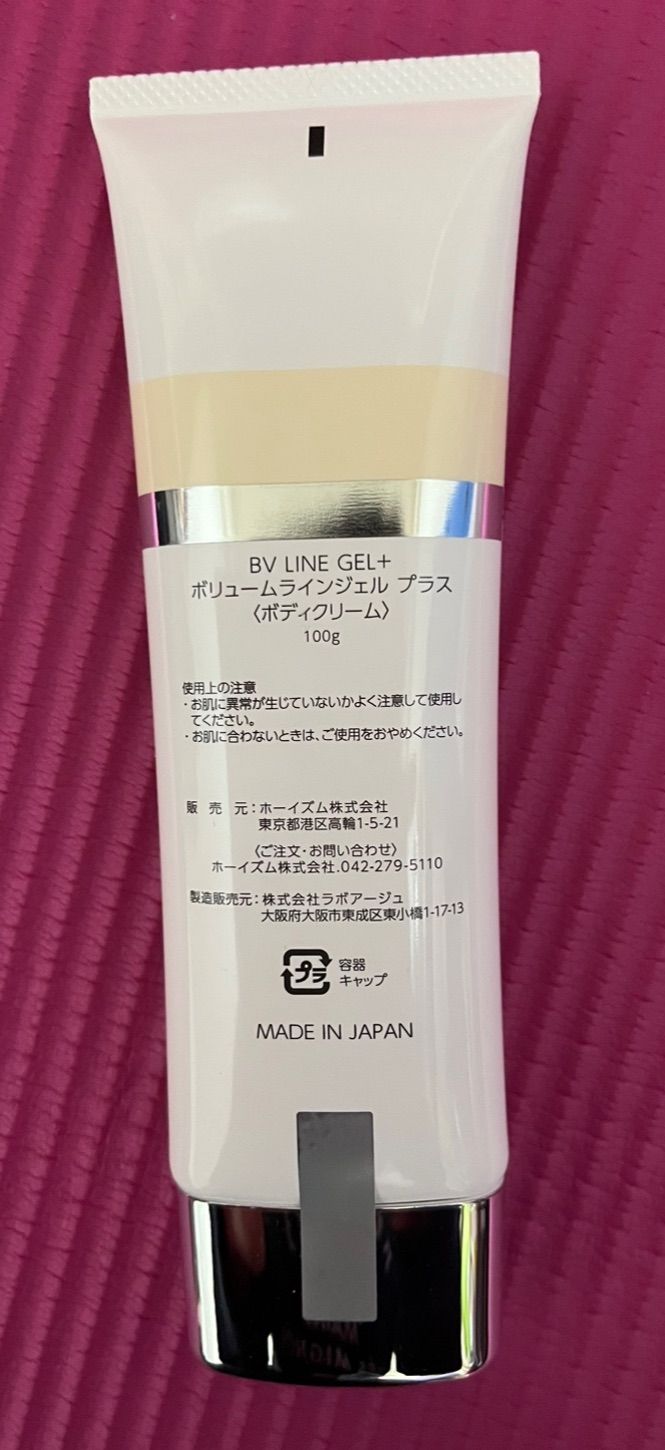 BV LINE GEL+
ボリュームラインジェル プラス
〈ボディクリーム〉
100g
使用上の注意
・お肌に異常が生じていないかよく注意して使用し
てください。
・お肌に合わないときは、ご使用をおやめください。
販 売 元：ホーイズム株式会社
東京都港区高輪1-5-21
〈ご注文・お問い合わせ〉
ホーイズム株式会社.042-279-5110
製造販売元：株式会社ラボアージュ
大阪府大阪市東成区東小橋1-17-13
プラ
容器
キャップ
MADE IN JAPAN